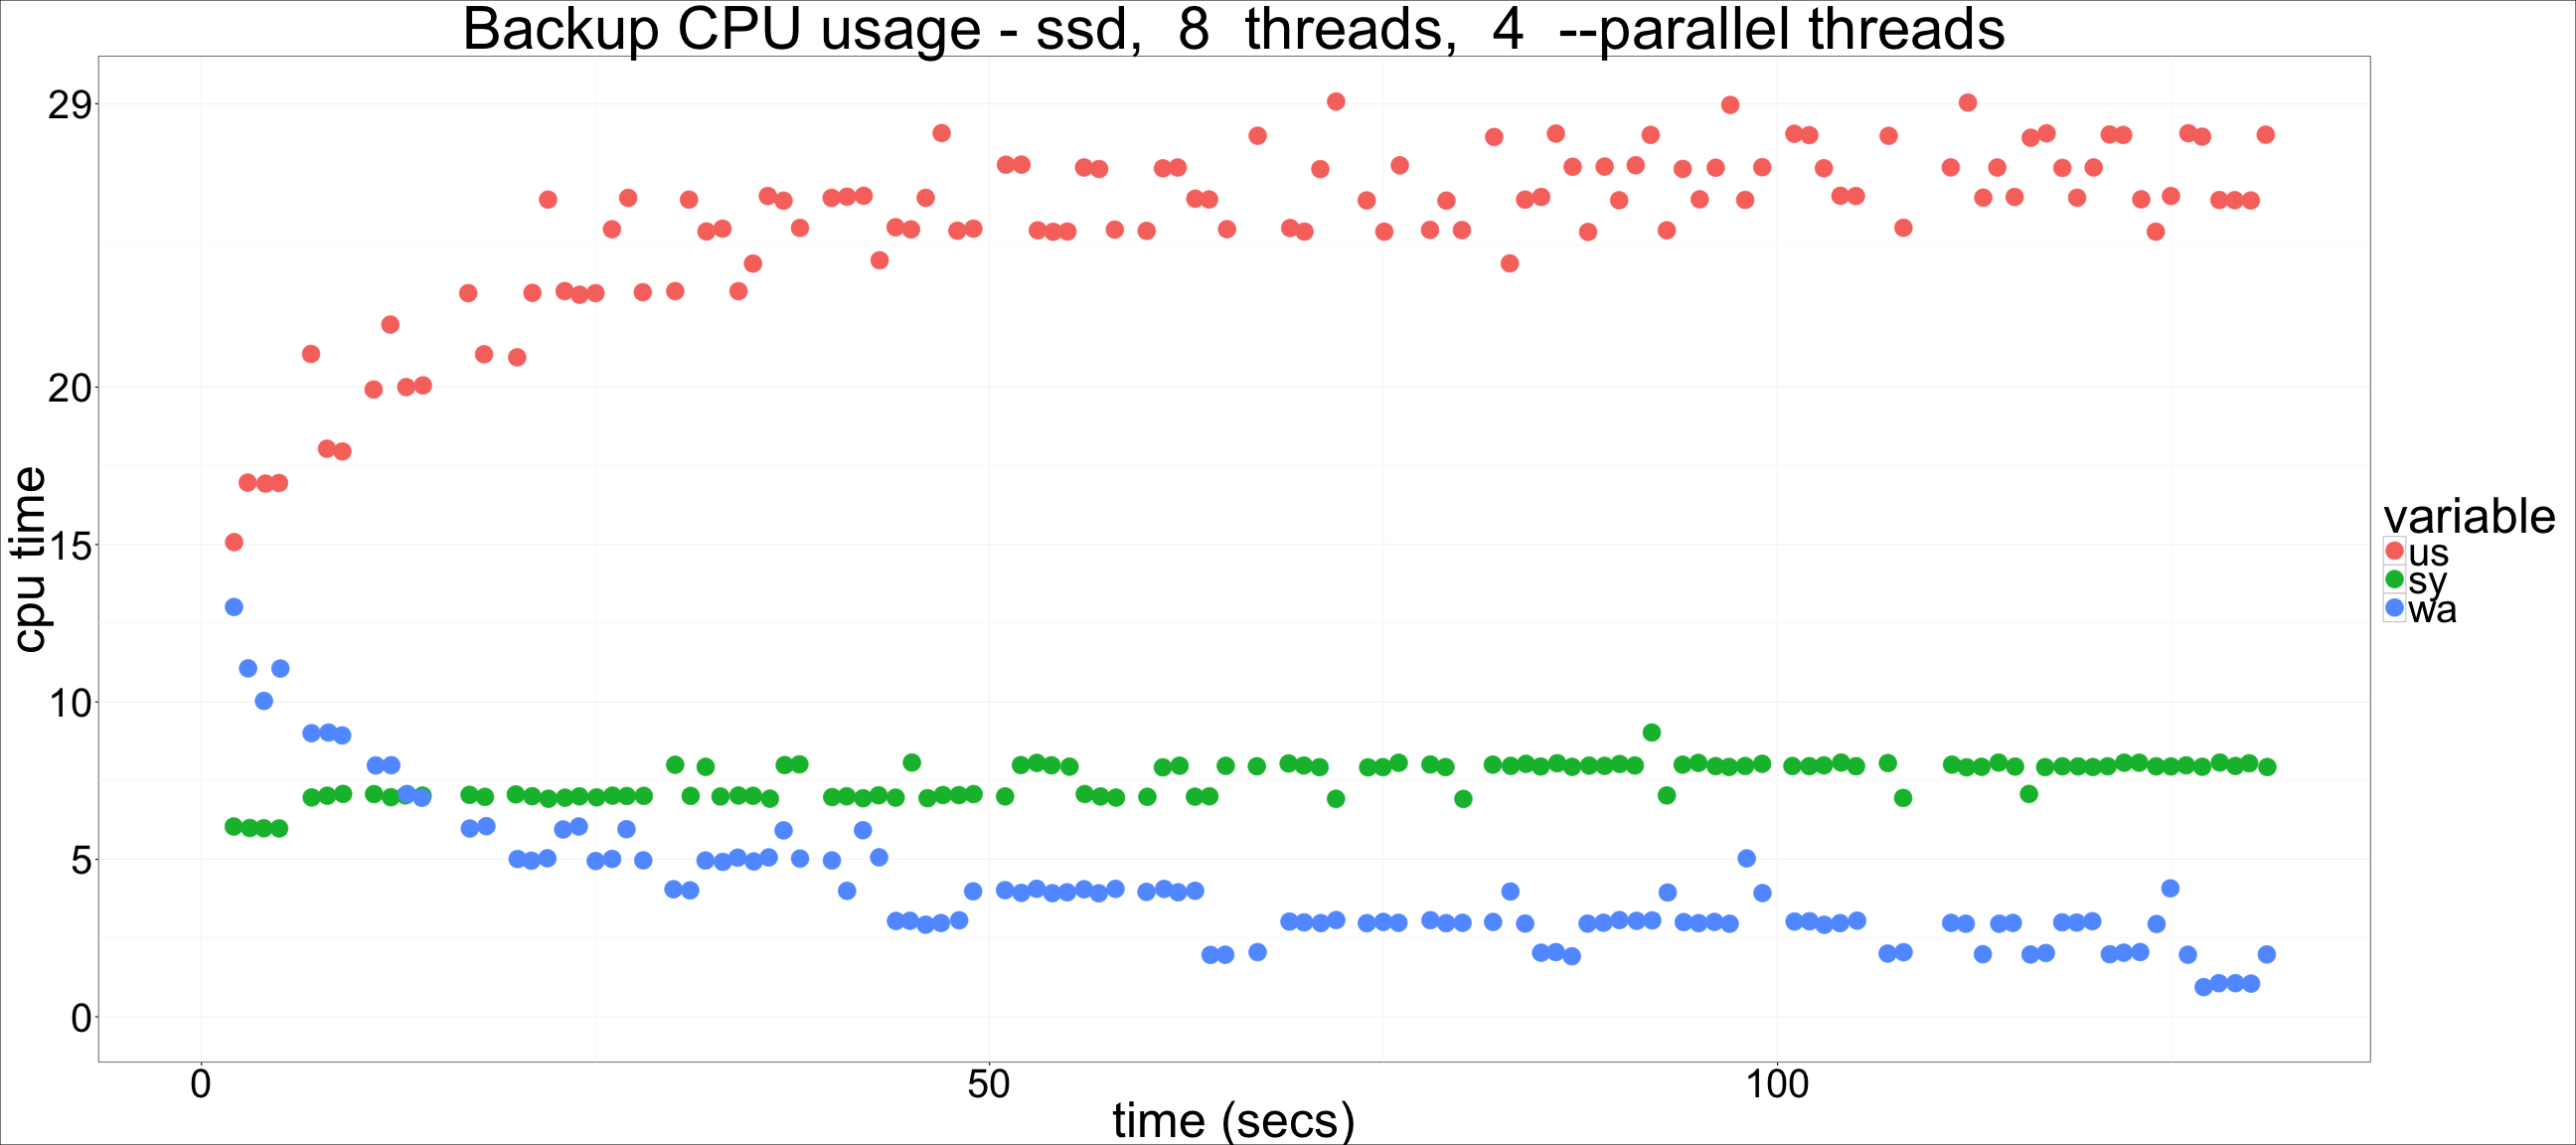 Backup CPU usage - ssd,  8  threads,  4  --parallel threads
29
20
15
10
5
0
cpu time
0 50 100
time (secs)
variable
us
sy
wa